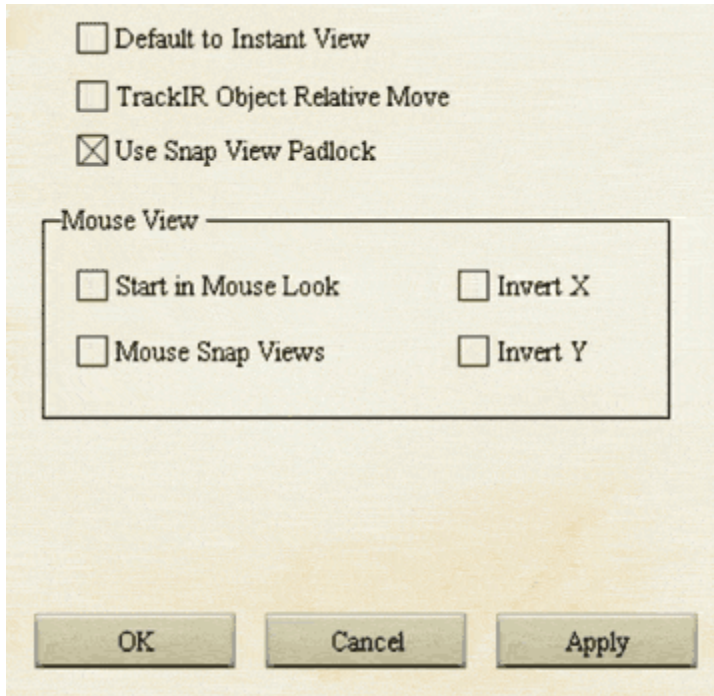 Default to Instant View
TrackIR Object Relative Move
Use Snap View Padlock
Mouse View
Start in Mouse Look Invert X
Mouse Snap Views Invert Y
OK Cancel Apply